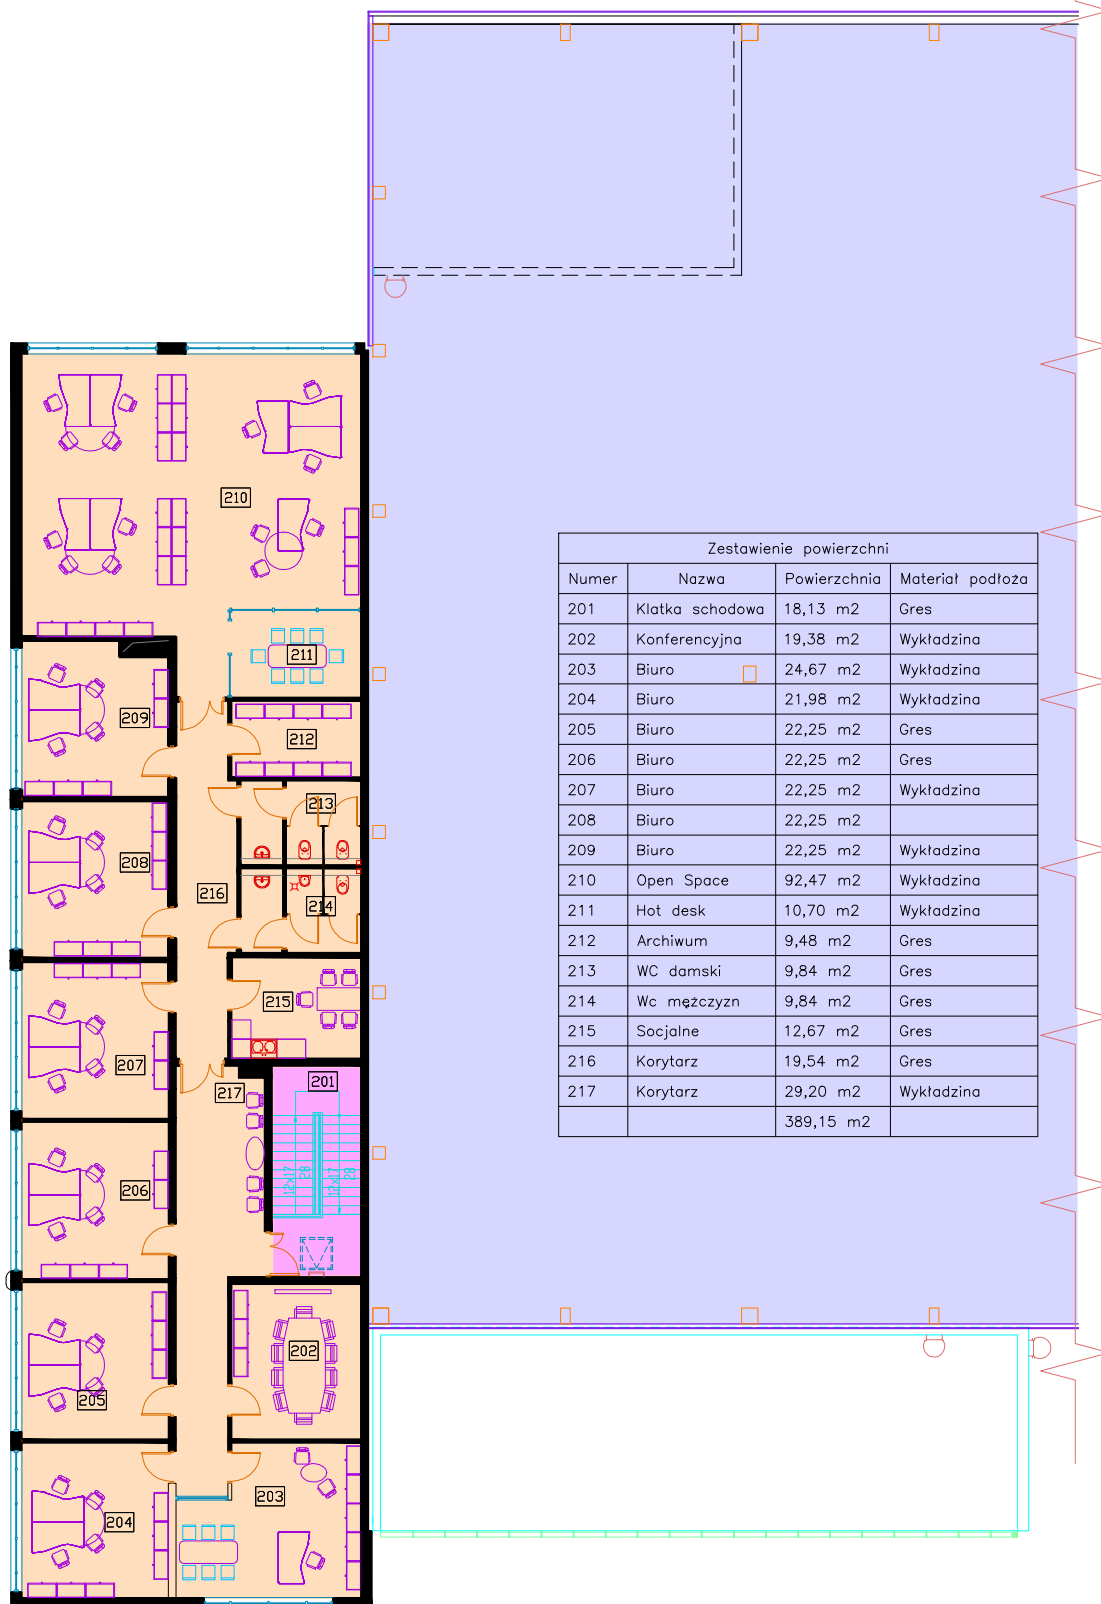 210
211
209
212
213
208
216
214
215
207
217
201
206
12x17
28
12x17
28
202
205
203
204
Zestawienie powierzchni
Numer Nazwa Powierzchnia Materiał podłoża
201 Klatka schodowa 18,13 m2 Gres
202 Konferencyjna 19,38 m2 Wykładzina
203 Biuro 24,67 m2 Wykładzina
204 Biuro 21,98 m2 Wykładzina
205 Biuro 22,25 m2 Gres
206 Biuro 22,25 m2 Gres
207 Biuro 22,25 m2 Wykładzina
208 Biuro 22,25 m2
209 Biuro 22,25 m2 Wykładzina
210 Open Space 92,47 m2 Wykładzina
211 Hot desk 10,70 m2 Wykładzina
212 Archiwum 9,48 m2 Gres
213 WC damski 9,84 m2 Gres
214 Wc mężczyzn 9,84 m2 Gres
215 Socjalne 12,67 m2 Gres
216 Korytarz 19,54 m2 Gres
217 Korytarz 29,20 m2 Wykładzina
389,15 m2